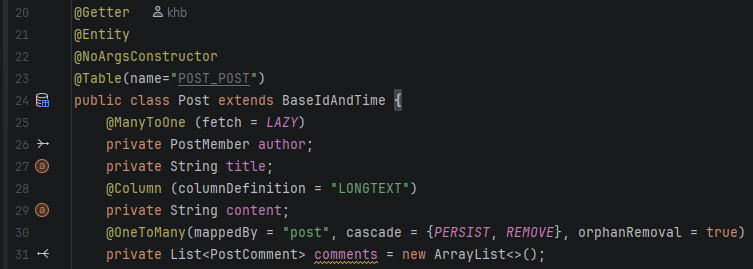 20 @Getter khb
21 @Entity
22 @NoArgsConstructor
23 @Table(name="POST_POST")
24 public class Post extends BaseIdAndTime {
25 @ManyToOne (fetch = LAZY)
26 private PostMember author;
27 a private String title;
28 @Column (columnDefinition = "LONGTEXT")
29 a private String content;
30 @OneToMany(mappedBy = "post", cascade = {PERSIST, REMOVE}, orphanRemoval = true)
31 private List<PostComment> comments = new ArrayList<>();